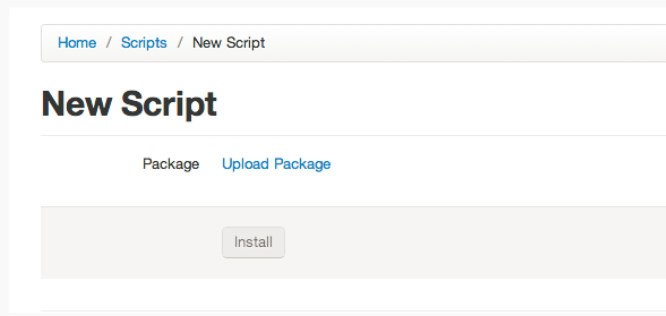 Home / Scripts / New Script
New Script
Package Upload Package
Install